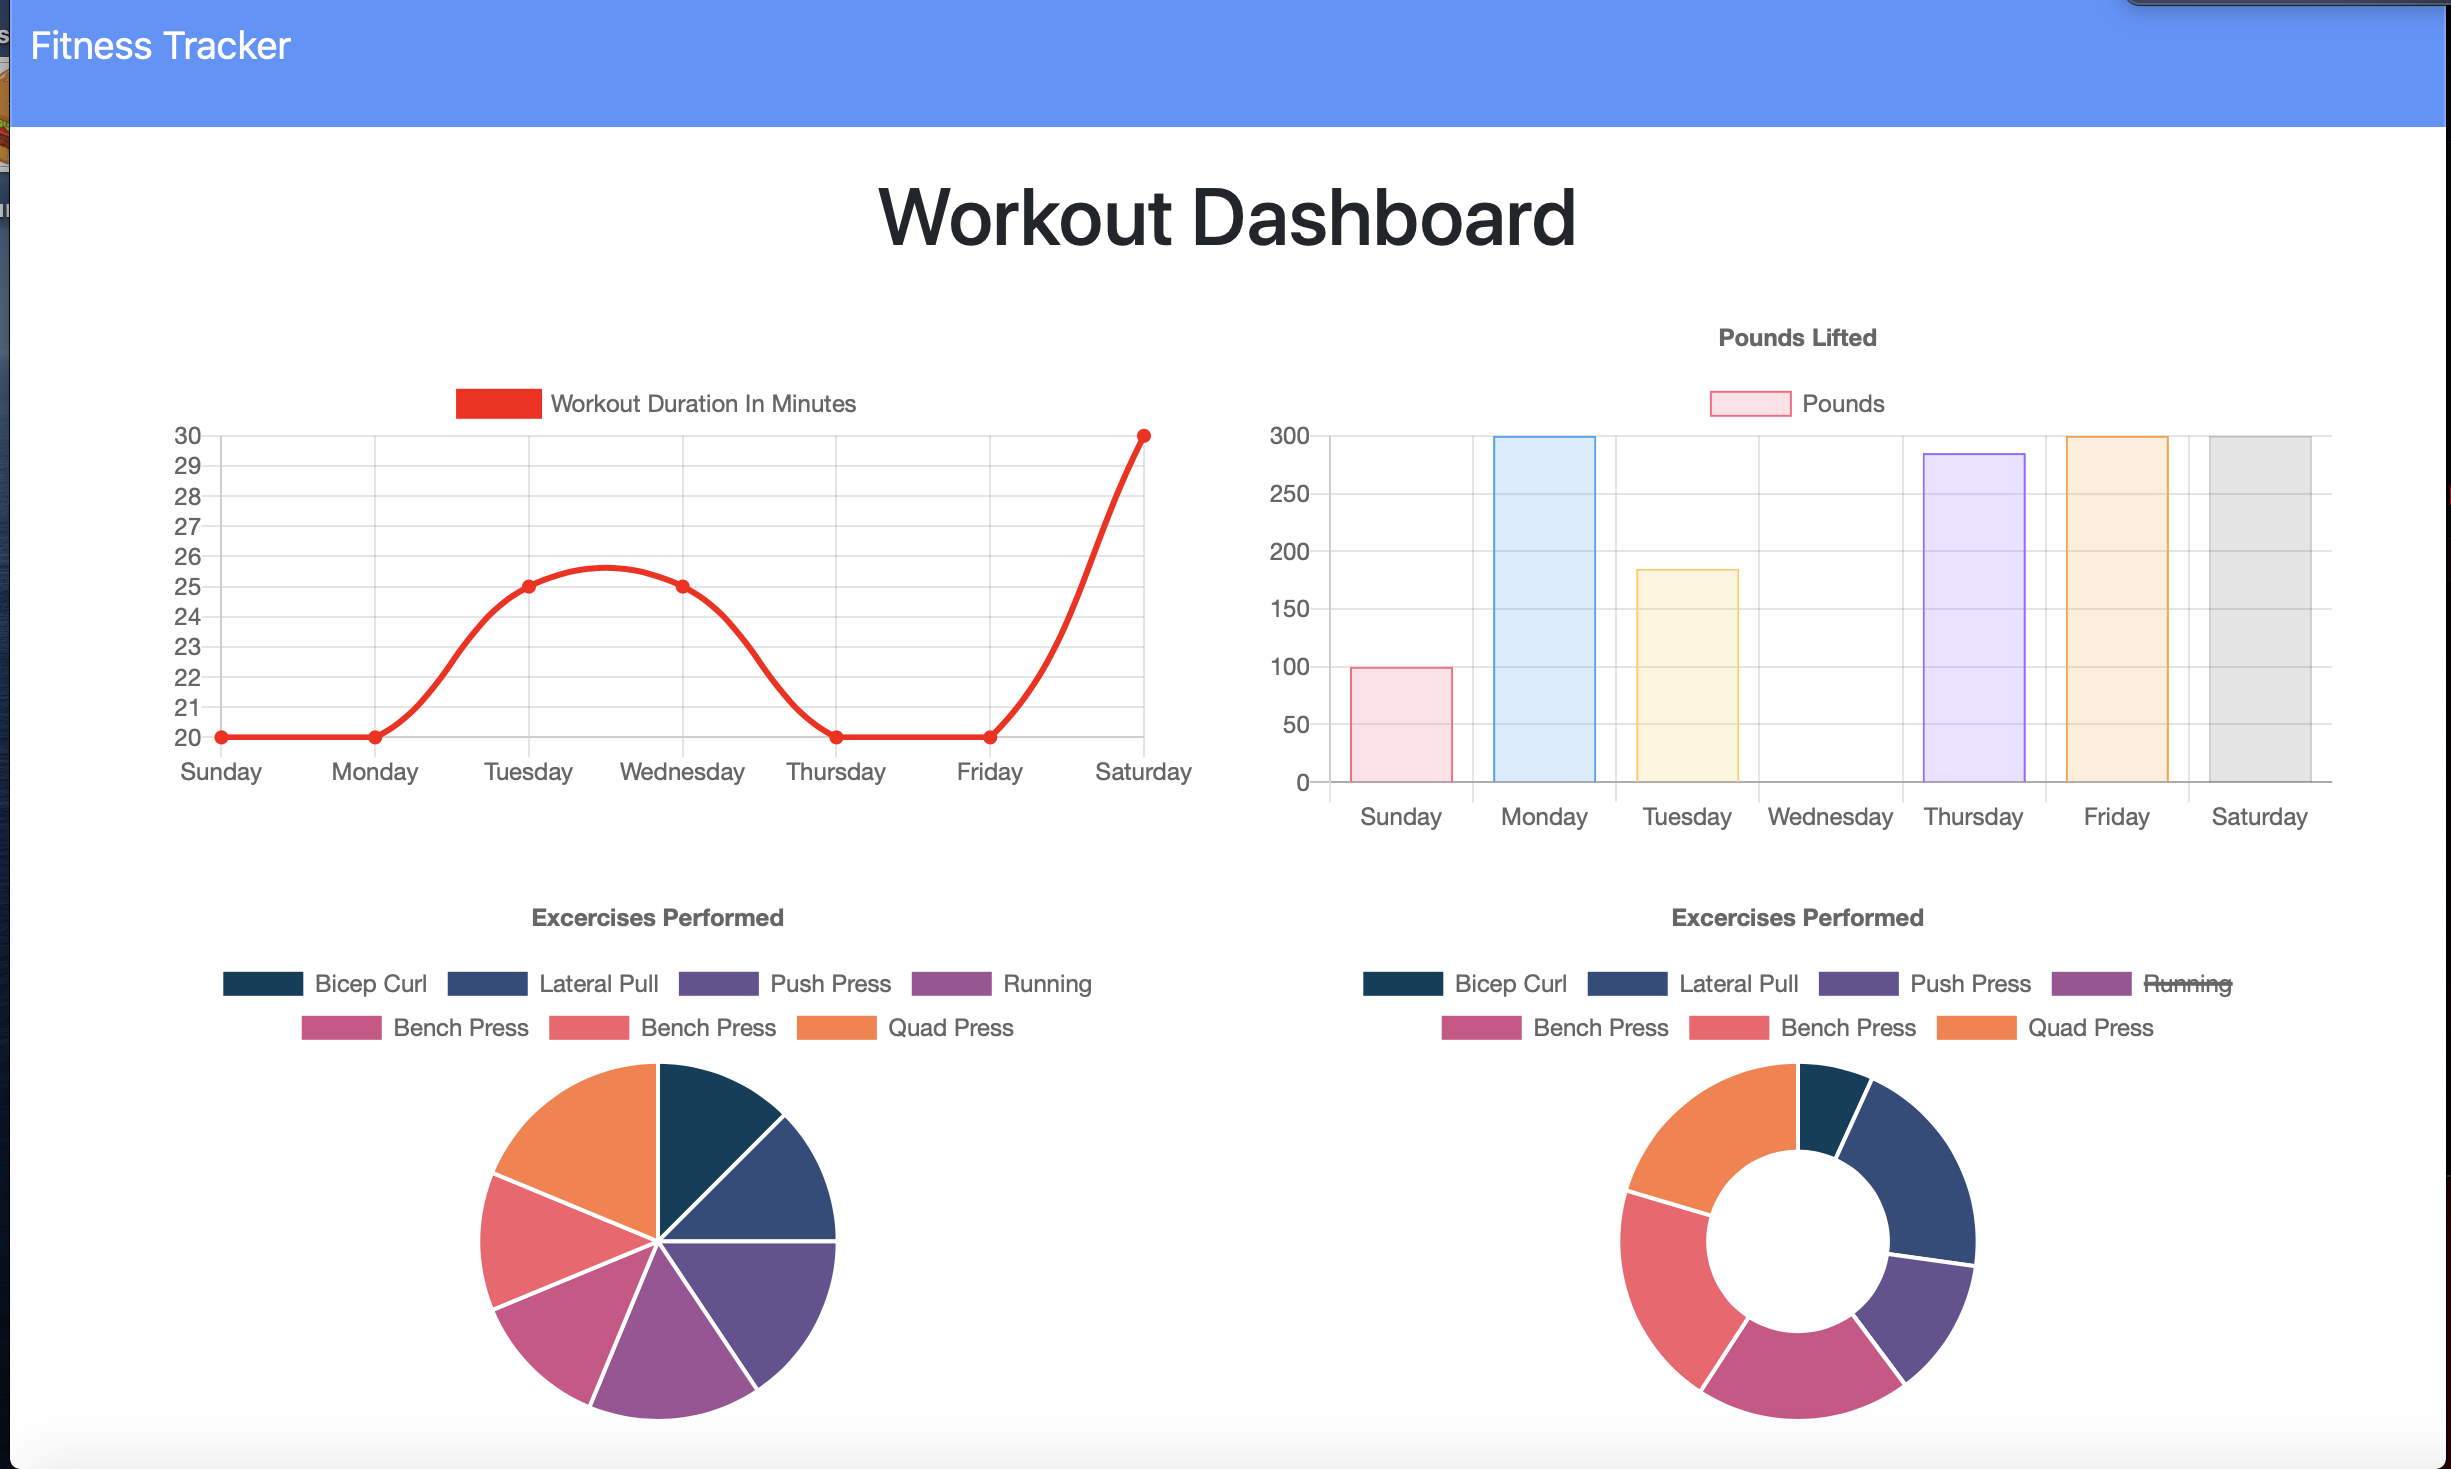 Fitness Tracker
Workout Dashboard
Workout Duration In Minutes
30
29
28
27
26
25
24
23
22
21
20
Sunday Monday Tuesday Wednesday Thursday Friday Saturday
Pounds Lifted
Pounds
300
250
200
150
100
50
0
Sunday Monday Tuesday Wednesday Thursday Friday Saturday
Excercises Performed
Bicep Curl Lateral Pull Push Press Running
Bench Press Bench Press Quad Press
Excercises Performed
Bicep Curl Lateral Pull Push Press Running
Bench Press Bench Press Quad Press